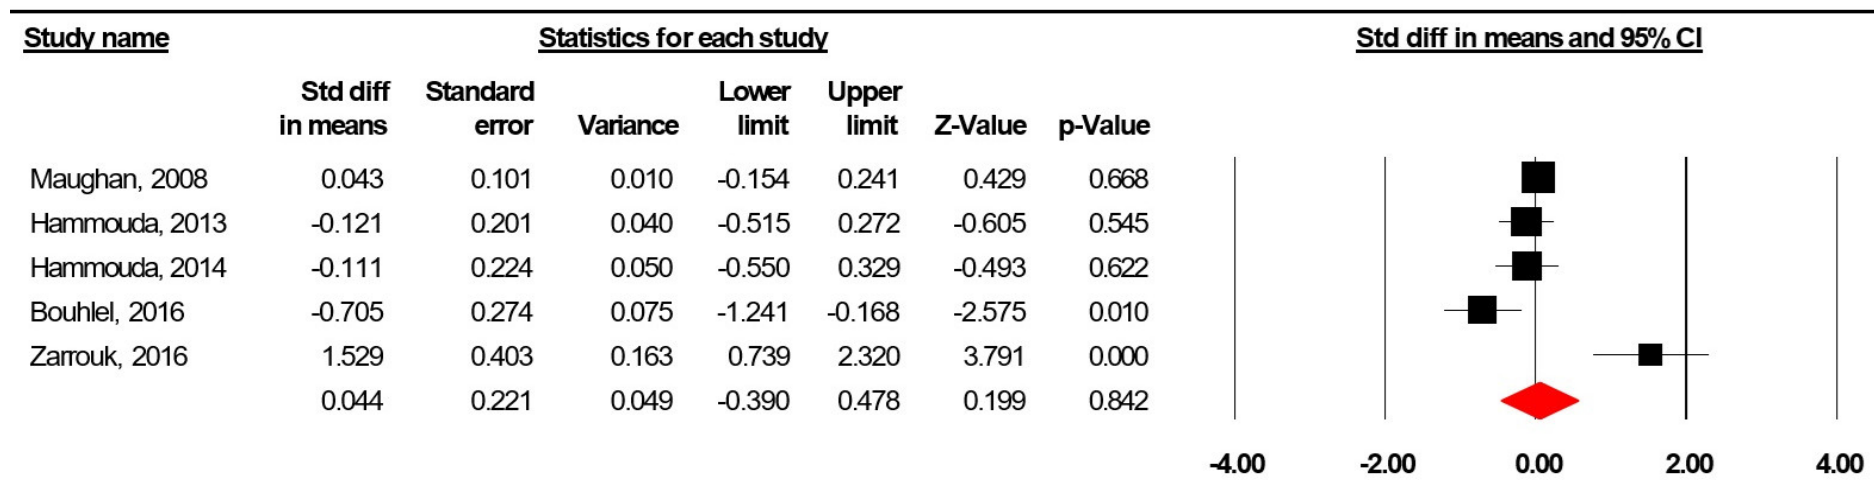 Study name Statistics for each study Std diff in means and 95% CI
Std diff Standard Lower Upper
in means error Variance limit limit Z-Value p-Value
Maughan, 2008 0.043 0.101 0.010 -0.154 0.241 0.429 0.668
Hammouda, 2013 -0.121 0.201 0.040 -0.515 0.272 -0.605 0.545
Hammouda, 2014 -0.111 0.224 0.050 -0.550 0.329 -0.493 0.622
Bouhlel, 2016 -0.705 0.274 0.075 -1.241 -0.168 -2.575 0.010
Zarrouk, 2016 1.529 0.403 0.163 0.739 2.320 3.791 0.000
0.044 0.221 0.049 -0.390 0.478 0.199 0.842
-4.00 -2.00 0.00 2.00 4.00